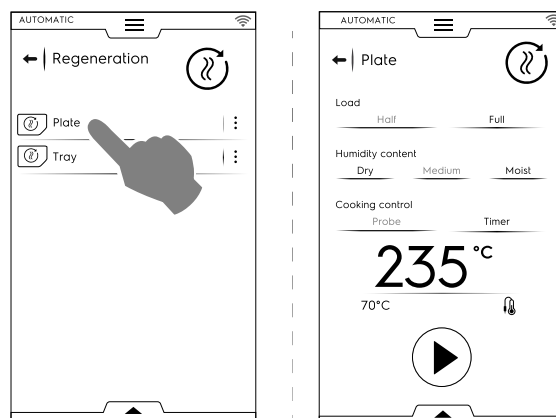 AUTOMATIC
Regeneration
Plate
Tray
AUTOMATIC
Plate
Load
Half Full
Humidity content
Dry Medium Moist
Cooking control
Probe Timer
235 °C
70°C